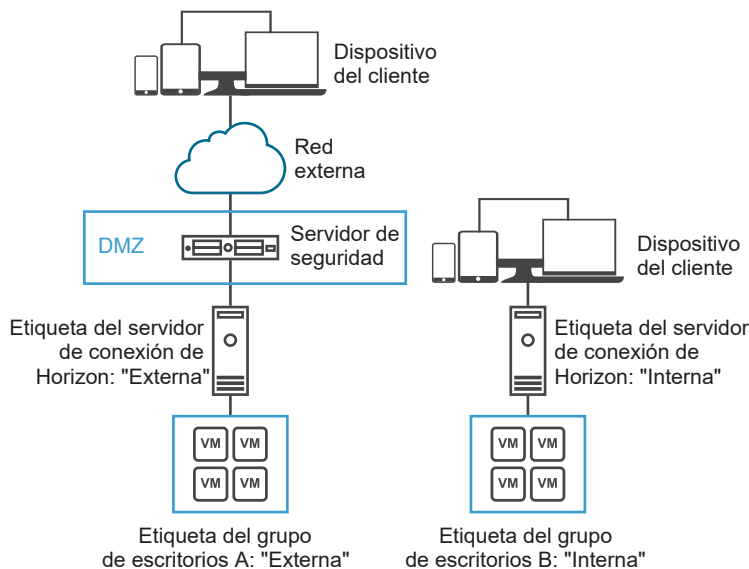 Dispositivo
del cliente
Red
externa
DMZ
Servidor de
seguridad
Dispositivo
del cliente
Etiqueta del servidor
de conexión de
Horizon: "Externa"
Etiqueta del servidor
de conexión de
Horizon: "Interna"
VM VM
VM VM
VM VM
VM VM
Etiqueta del grupo
de escritorios A: "Externa"
Etiqueta del grupo
de escritorios B: "Interna"